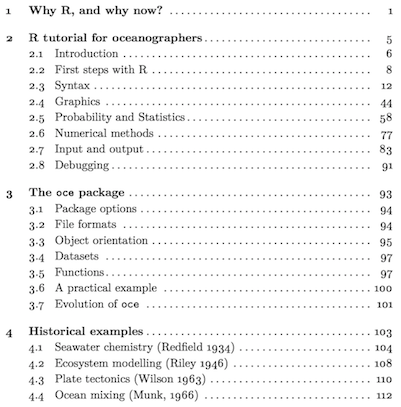 1 Why R, and why now? 1
2 R tutorial for oceanographers 5
2.1 Introduction 6
2.2 First steps with R 8
2.3 Syntax 12
2.4 Graphics 44
2.5 Probability and Statistics 58
2.6 Numerical methods 77
2.7 Input and output 83
2.8 Debugging 91
3 The oce package 93
3.1 Package options 94
3.2 File formats 94
3.3 Object orientation 95
3.4 Datasets 97
3.5 Functions 97
3.6 A practical example 100
3.7 Evolution of oce 101
4 Historical examples 103
4.1 Seawater chemistry (Redfield 1934) 104
4.2 Ecosystem modelling (Riley 1946) 108
4.3 Plate tectonics (Wilson 1963) 110
4.4 Ocean mixing (Munk, 1966) 112